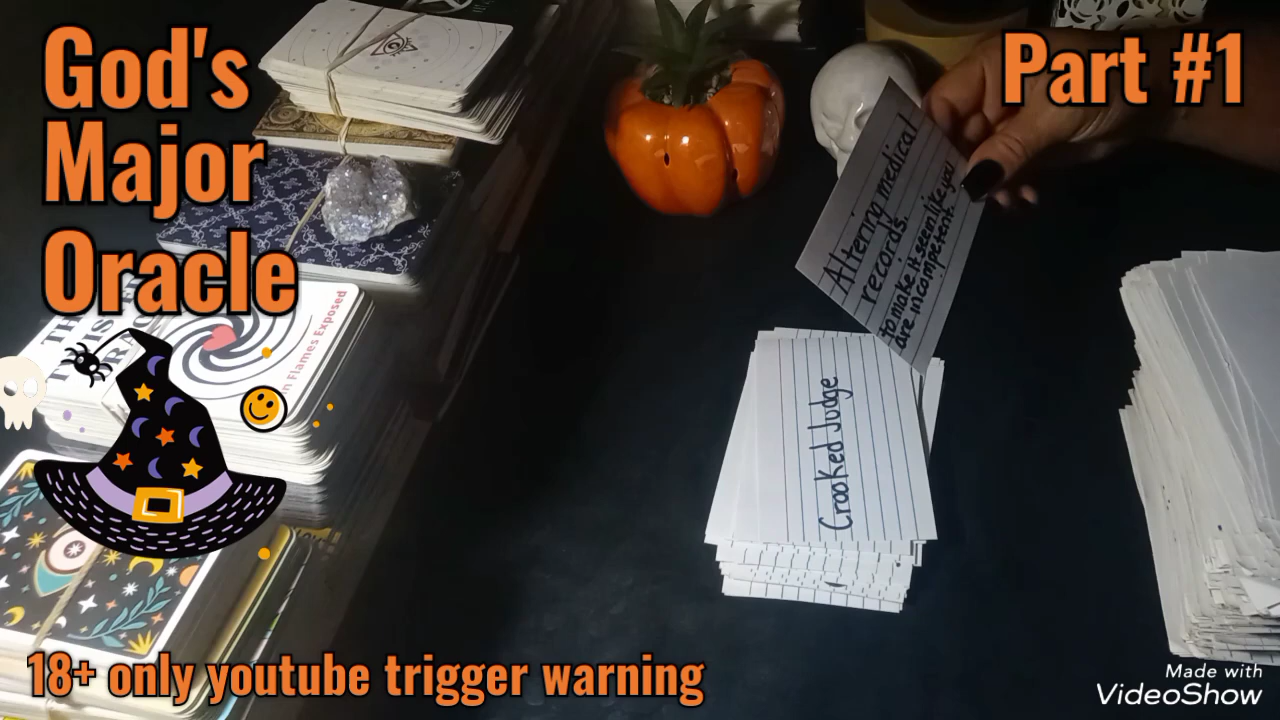 God's
Major
Oracle
Part #1
Altering medical
records.
to make it seem like you
are incompetent.
Crooked Judge
n Flames Exposed
18+ only youtube trigger warning
Made with
VideoShow